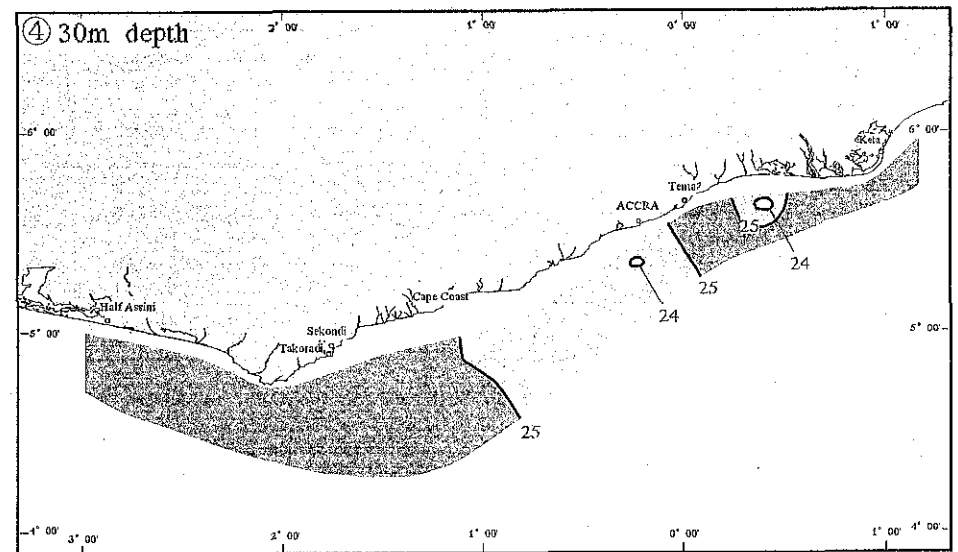 ④ 30m depth
2° 00' 1° 00' 0° 00' 1° 00'
6° 00' 6° 00'
Keta
Tema
ACCRA
25 24
25
24
Cape Coast
Half Assini
5° 00' 5° 00'
Sekondi
Takoradi
25
4° 00' 4° 00'
3° 00' 2° 00' 1° 00' 0° 00' 1° 00'